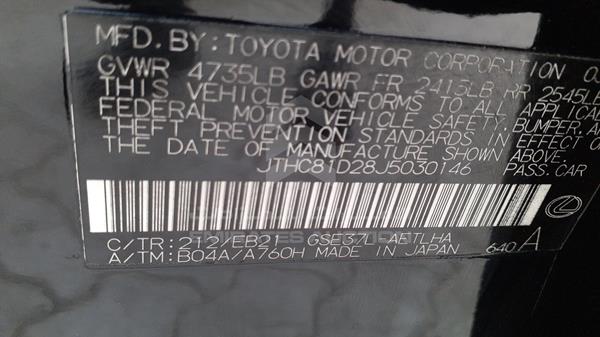 MFD. BY: TOYOTA MOTOR CORPORATION
GVWR 4735LB GAWR FR 2415LB RR 2545LB
THIS VEHICLE CONFORMS TO ALL
FEDERAL MOTOR VEHICLE SAFETY, BUMPER, AND
THEFT PREVENTION STANDARDS IN EFFECT
THE DATE OF MANUFACTURE SHOWN ABOVE.
JTHC81D28J5030146 PASS. CAR
C/TR: 212/EB21 GSE37L-AETLHA
A/TM: B04A/A760H MADE IN JAPAN 640 A